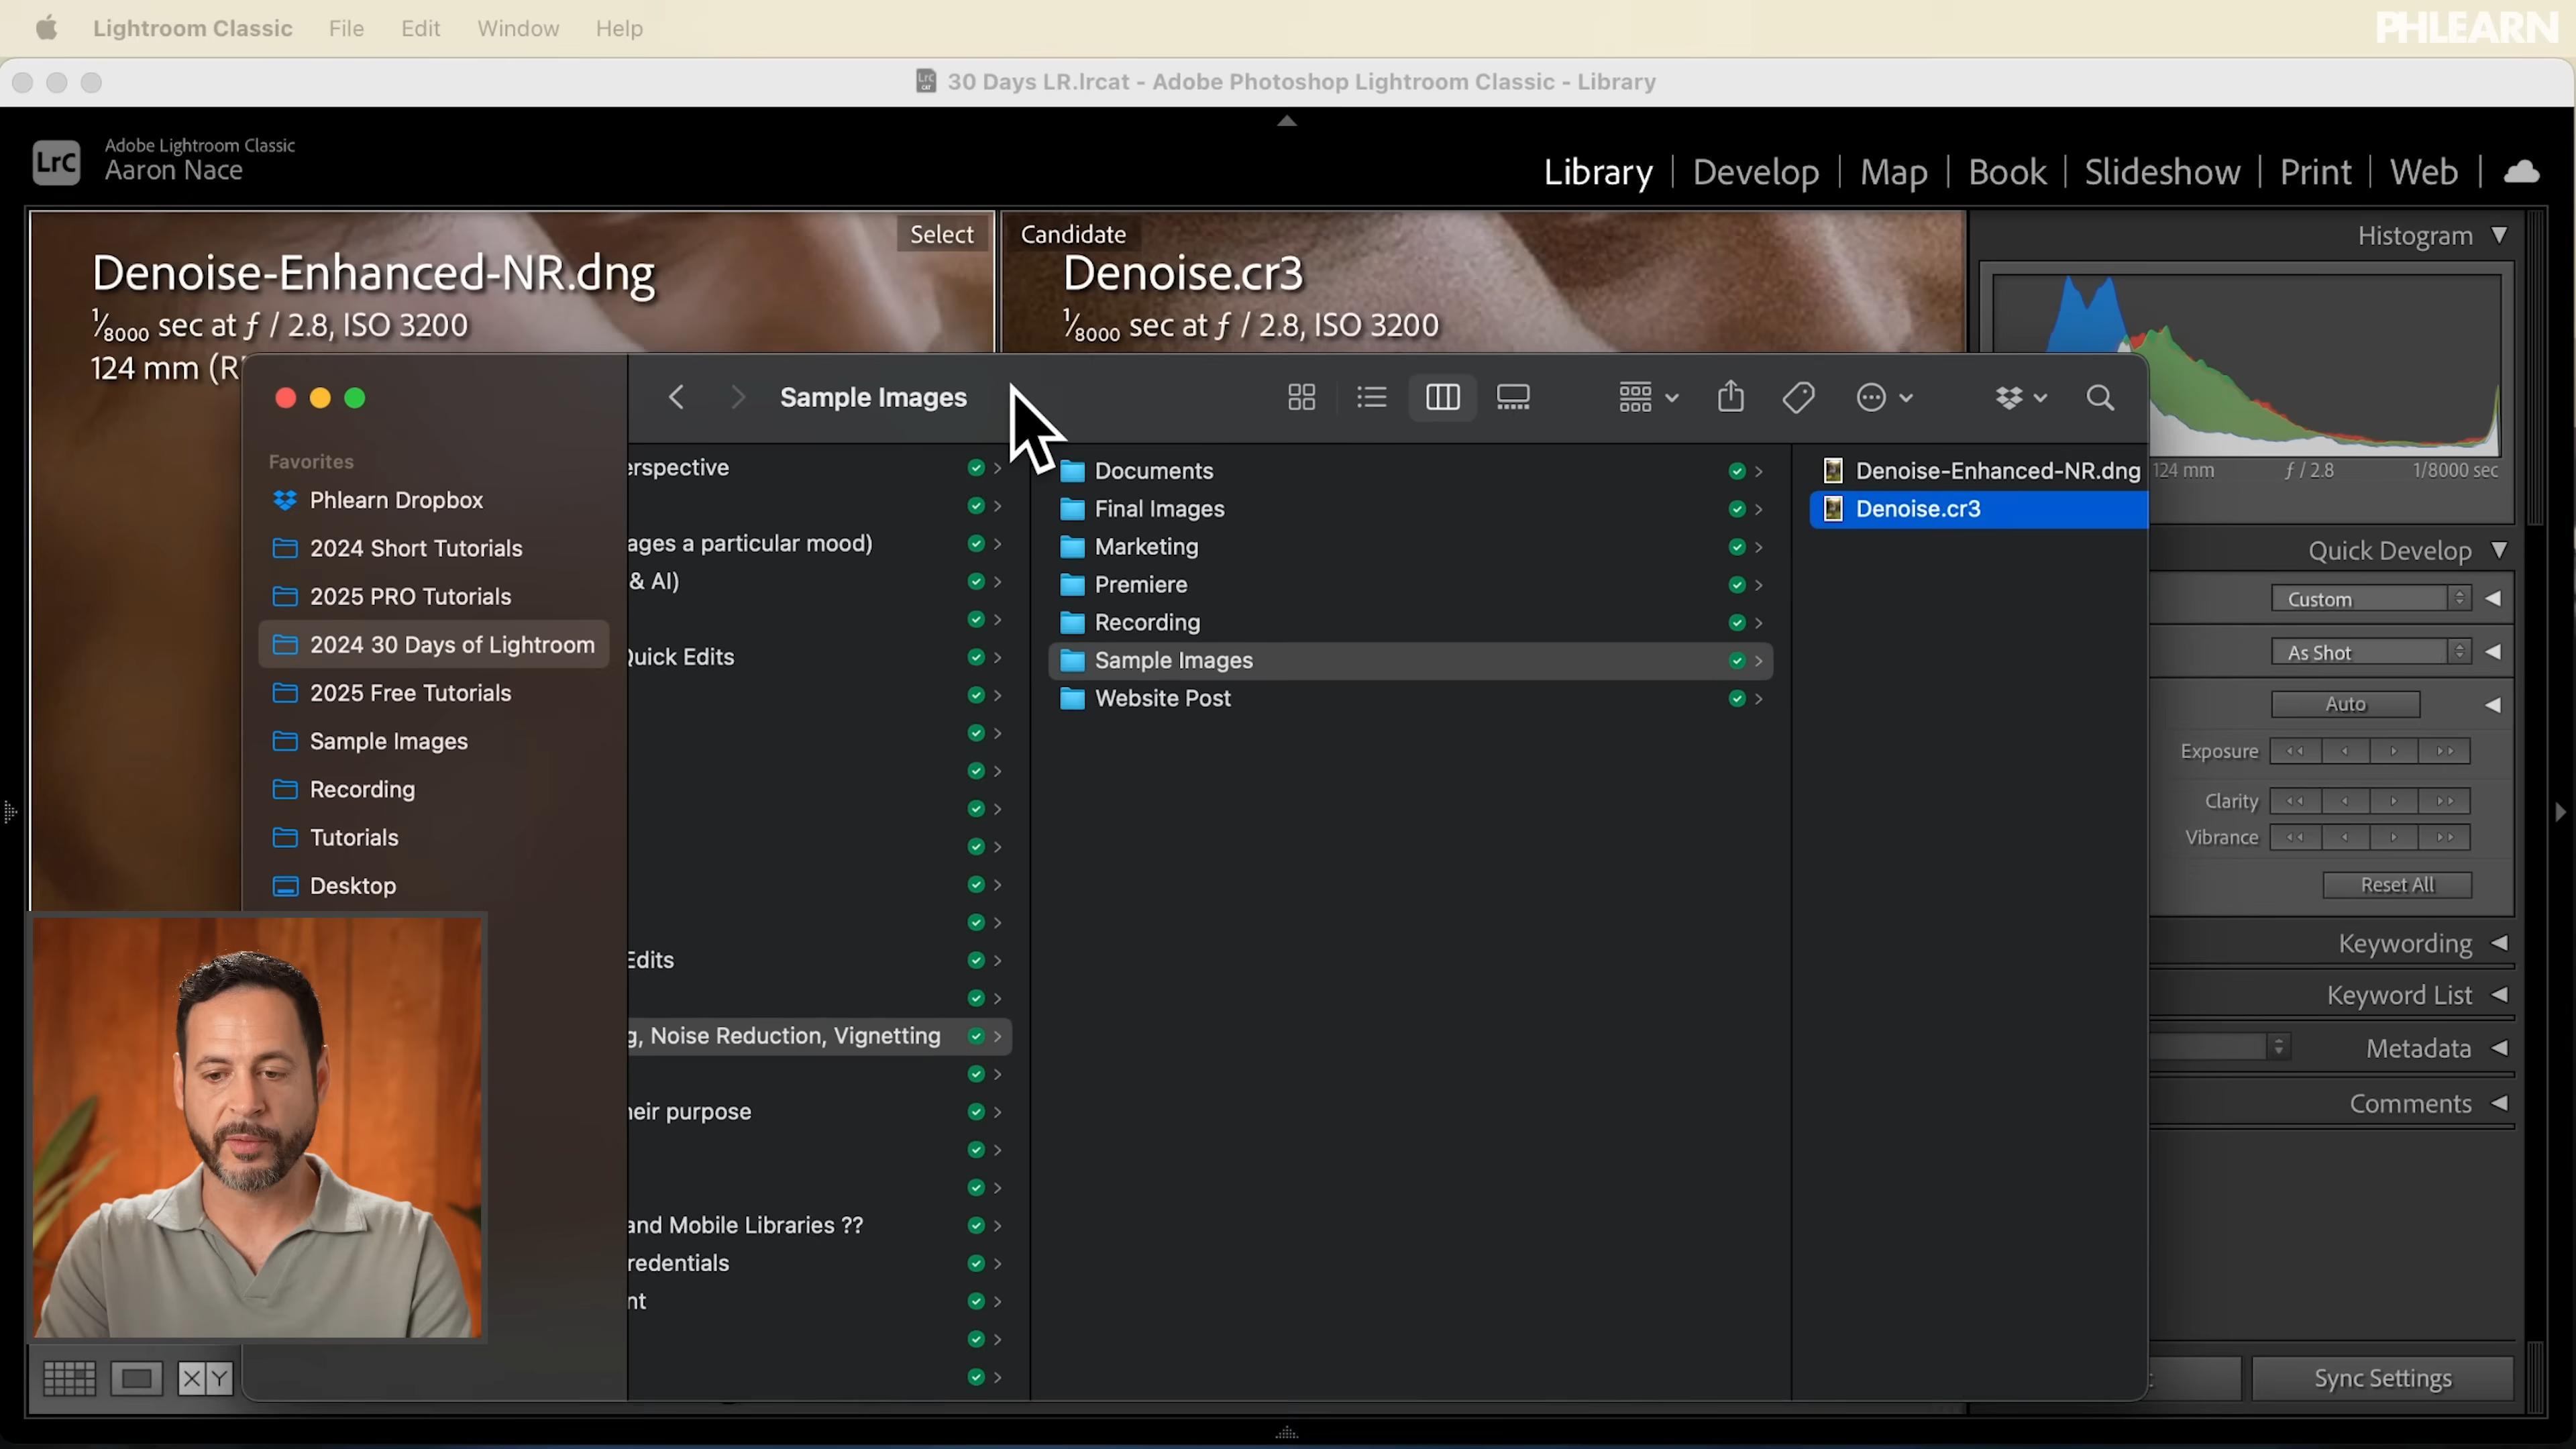 Lightroom Classic File Edit Window Help
PHLEARN
30 Days LR.lrcat - Adobe Photoshop Lightroom Classic - Library
LrC
Adobe Lightroom Classic
Aaron Nace
Library | Develop | Map | Book | Slideshow | Print | Web |
Select
Denoise-Enhanced-NR.dng
1/8000 sec at ƒ / 2.8, ISO 3200
124 mm (R
Candidate
Denoise.cr3
1/8000 sec at ƒ / 2.8, ISO 3200
Histogram
124 mm ƒ / 2.8 1/8000 sec
Quick Develop
Custom
As Shot
Auto
Exposure
Clarity
Vibrance
Reset All
Keywording
Keyword List
Metadata
Comments
Sync Settings
Sample Images
Favorites
Phlearn Dropbox
2024 Short Tutorials
2025 PRO Tutorials
2024 30 Days of Lightroom
2025 Free Tutorials
Sample Images
Recording
Tutorials
Desktop
erspective
ages a particular mood)
& AI)
Quick Edits
Edits
g, Noise Reduction, Vignetting
heir purpose
and Mobile Libraries ??
redentials
nt
Documents
Final Images
Marketing
Premiere
Recording
Sample Images
Website Post
Denoise-Enhanced-NR.dng
Denoise.cr3
X Y